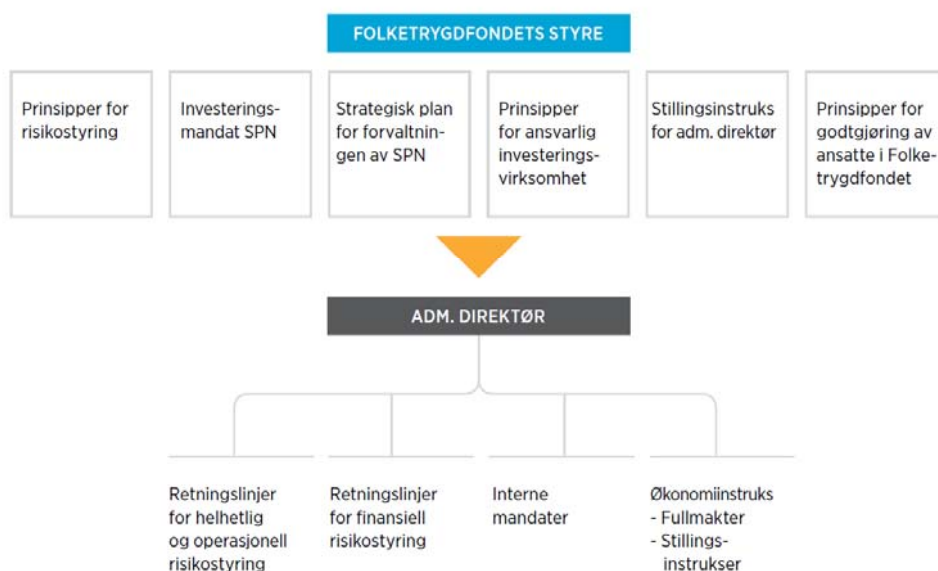 FOLKETRYGDFONDETS STYRE
Prinsipper for
risikostyring
Investerings-
mandat SPN
Strategisk plan
for forvaltnin-
gen av SPN
Prinsipper
for ansvarlig
investerings-
virksomhet
Stillingsinstruks
for adm. direktør
Prinsipper for
godtgjøring av
ansatte i Folke-
trygdfondet
ADM. DIREKTØR
Retningslinjer
for helhetlig
og operasjonell
risikostyring
Retningslinjer
for finansiell
risikostyring
Interne
mandater
Økonomiinstruks
- Fullmakter
- Stillings-
instrukser